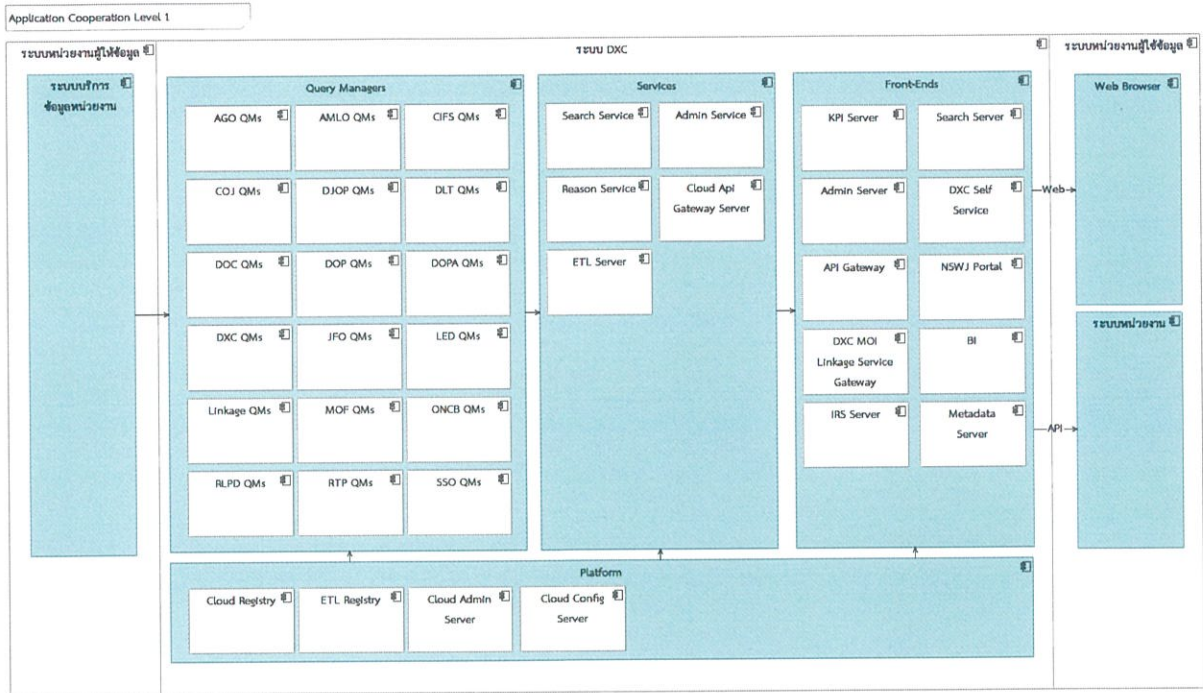 Application Cooperation Level 1
ระบบหน่วยงานผู้ให้ข้อมูล
ระบบบริการ
ข้อมูลหน่วยงาน
ระบบ DXC
Query Managers
AGO QMs
AMLO QMs
CIFS QMs
COJ QMs
DJOP QMs
DLT QMs
DOC QMs
DOP QMs
DOPA QMs
DXC QMs
JFO QMs
LED QMs
Linkage QMs
MOF QMs
ONCB QMs
RLPD QMs
RTP QMs
SSO QMs
Services
Search Service
Admin Service
Reason Service
Cloud Api
Gateway Server
ETL Server
Front-Ends
KPI Server
Search Server
Admin Server
DXC Self
Service
API Gateway
NSWJ Portal
DXC MOI
Linkage Service
Gateway
BI
IRS Server
Metadata
Server
Platform
Cloud Registry
ETL Registry
Cloud Admin
Server
Cloud Config
Server
Web
API
ระบบหน่วยงานผู้ใช้ข้อมูล
Web Browser
ระบบหน่วยงาน